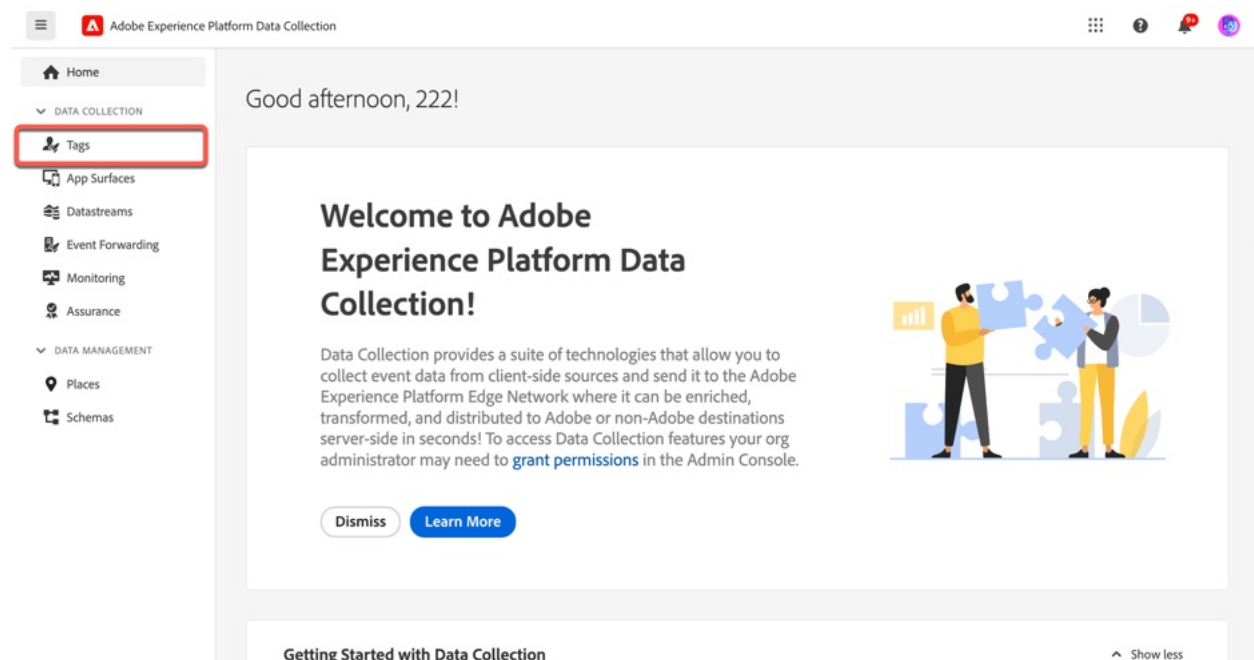 Adobe Experience Platform Data Collection
9+
Home
DATA COLLECTION
Tags
App Surfaces
Datastreams
Event Forwarding
Monitoring
Assurance
DATA MANAGEMENT
Places
Schemas
Good afternoon, 222!
Welcome to Adobe
Experience Platform Data
Collection!
Data Collection provides a suite of technologies that allow you to
collect event data from client-side sources and send it to the Adobe
Experience Platform Edge Network where it can be enriched,
transformed, and distributed to Adobe or non-Adobe destinations
server-side in seconds! To access Data Collection features your org
administrator may need to grant permissions in the Admin Console.
Dismiss
Learn More
Getting Started with Data Collection
Show less